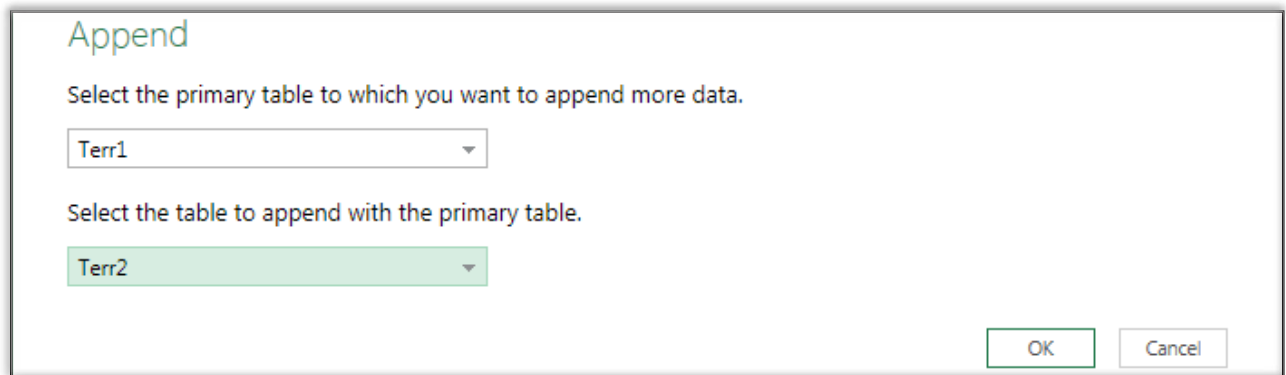 Append
Select the primary table to which you want to append more data.
Terr1
Select the table to append with the primary table.
Terr2
OK
Cancel